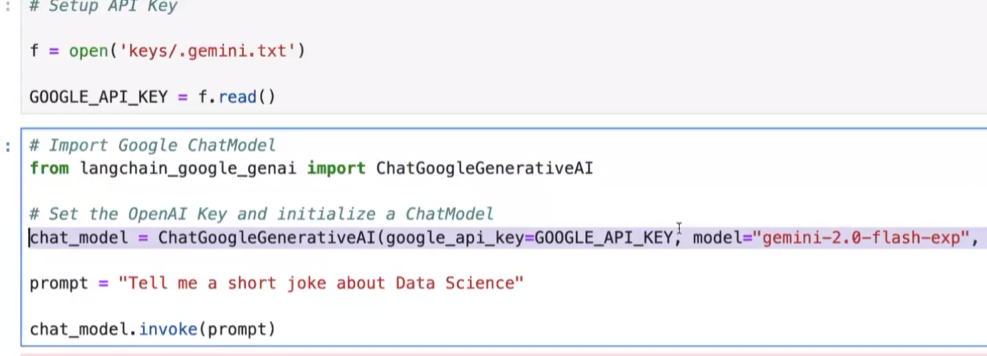 # Setup API Key
f = open('keys/.gemini.txt')
GOOGLE_API_KEY = f.read()
# Import Google ChatModel
from langchain_google_genai import ChatGoogleGenerativeAI
# Set the OpenAI Key and initialize a ChatModel
chat_model = ChatGoogleGenerativeAI(google_api_key=GOOGLE_API_KEY, model="gemini-2.0-flash-exp",
prompt = "Tell me a short joke about Data Science"
chat_model.invoke(prompt)